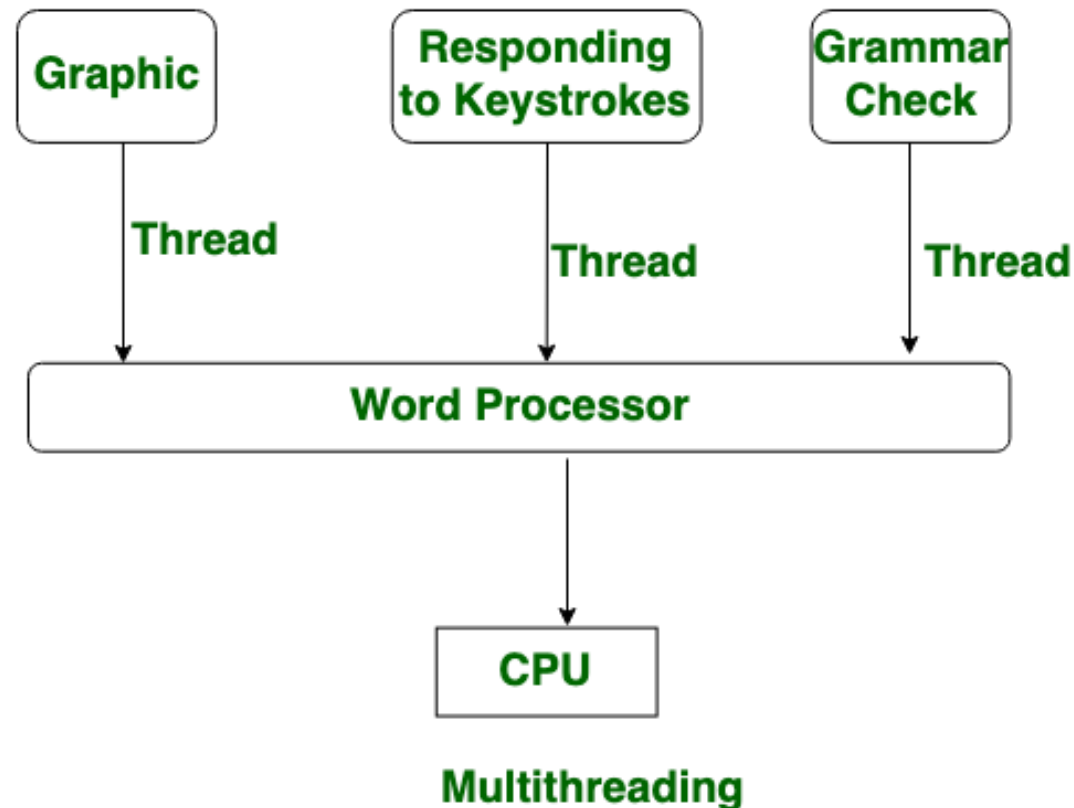 Graphic
Responding
to Keystrokes
Grammar
Check
Thread
Thread
Thread
Word Processor
CPU
Multithreading